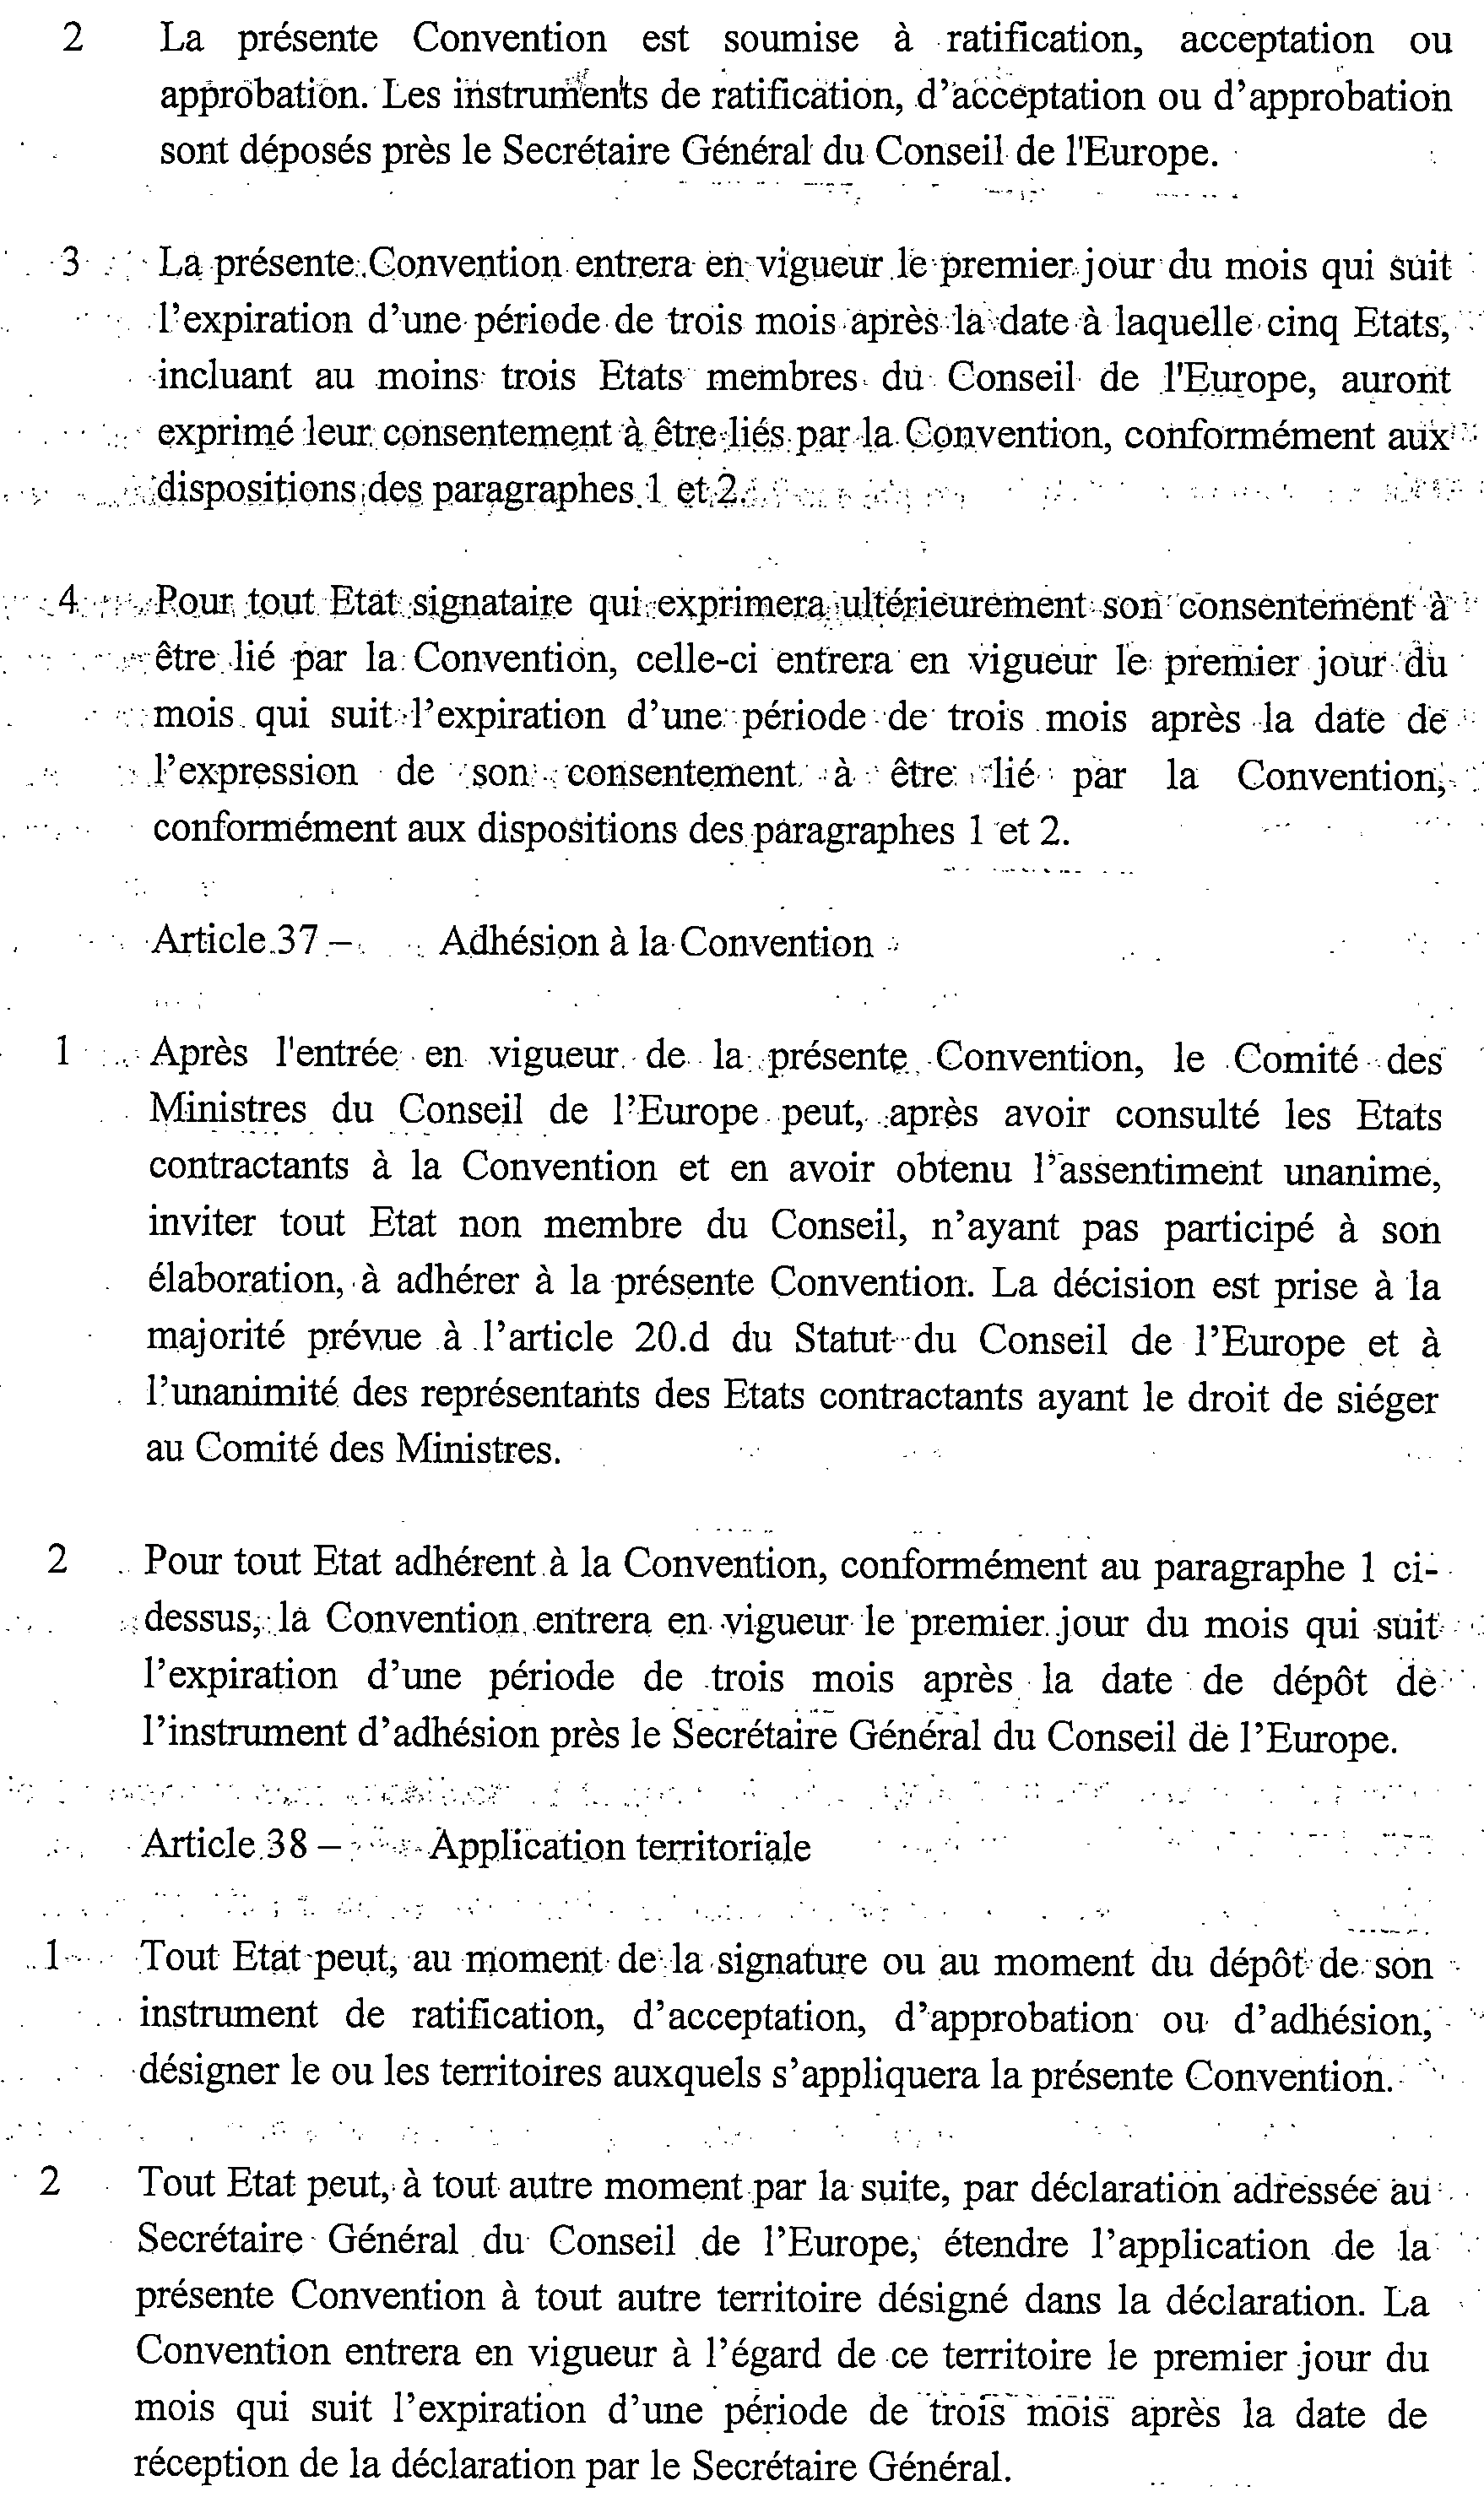 2 La présente Convention est soumise à ratification, acceptation ou
approbation. Les instruments de ratification, d’acceptation ou d’approbation
sont déposés près le Secrétaire Général du Conseil de l'Europe.
3 La présente Convention entrera en vigueur le premier jour du mois qui suit
l’expiration d’une période de trois mois après la date à laquelle cinq Etats,
incluant au moins trois Etats membres du Conseil de l'Europe, auront
exprimé leur consentement à être liés par la Convention, conformément aux
dispositions des paragraphes 1 et 2.
4 Pour tout Etat signataire qui exprimera ultérieurement son consentement à
être lié par la Convention, celle-ci entrera en vigueur le premier jour du
mois qui suit l’expiration d’une période de trois mois après la date de
l’expression de son consentement à être lié par la Convention,
conformément aux dispositions des paragraphes 1 et 2.
Article 37 – Adhésion à la Convention
1 Après l'entrée en vigueur de la présente Convention, le Comité des
Ministres du Conseil de l’Europe peut, après avoir consulté les Etats
contractants à la Convention et en avoir obtenu l’assentiment unanime,
inviter tout Etat non membre du Conseil, n’ayant pas participé à son
élaboration, à adhérer à la présente Convention. La décision est prise à la
majorité prévue à l’article 20.d du Statut du Conseil de l’Europe et à
l’unanimité des représentants des Etats contractants ayant le droit de siéger
au Comité des Ministres.
2 Pour tout Etat adhérent à la Convention, conformément au paragraphe 1 ci-
dessus, la Convention entrera en vigueur le premier jour du mois qui suit
l’expiration d’une période de trois mois après la date de dépôt de
l’instrument d’adhésion près le Secrétaire Général du Conseil de l’Europe.
Article 38 – Application territoriale
1 Tout Etat peut, au moment de la signature ou au moment du dépôt de son
instrument de ratification, d’acceptation, d’approbation ou d’adhésion,
désigner le ou les territoires auxquels s’appliquera la présente Convention.
2 Tout Etat peut, à tout autre moment par la suite, par déclaration adressée au
Secrétaire Général du Conseil de l’Europe, étendre l’application de la
présente Convention à tout autre territoire désigné dans la déclaration. La
Convention entrera en vigueur à l’égard de ce territoire le premier jour du
mois qui suit l’expiration d’une période de trois mois après la date de
réception de la déclaration par le Secrétaire Général.